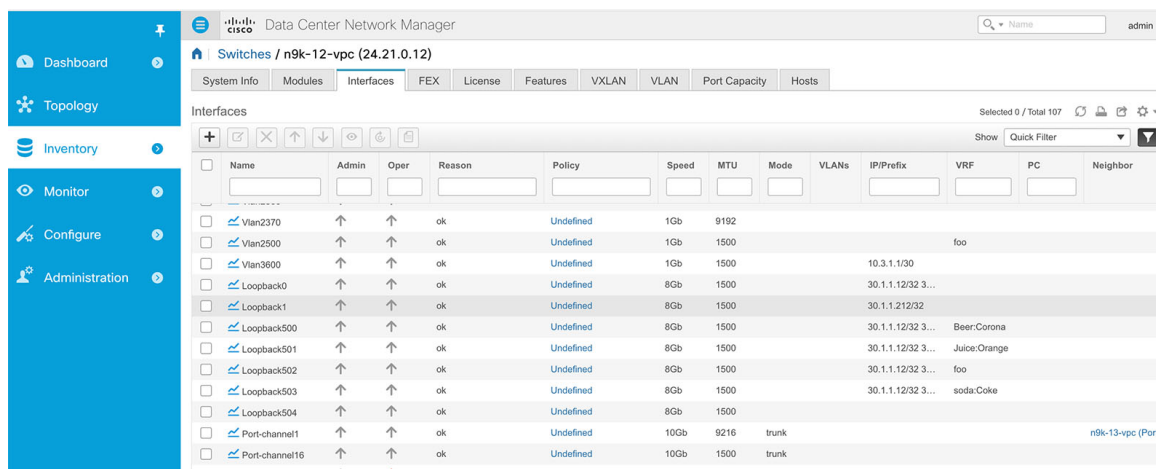 cisco Data Center Network Manager
Name
admin
Dashboard
Topology
Inventory
Monitor
Configure
Administration
Switches / n9k-12-vpc (24.21.0.12)
System Info Modules Interfaces FEX License Features VXLAN VLAN Port Capacity Hosts
Interfaces
Selected 0 / Total 107
Show Quick Filter
Name Admin Oper Reason Policy Speed MTU Mode VLANs IP/Prefix VRF PC Neighbor
Vlan2370 ok Undefined 1Gb 9192
Vlan2500 ok Undefined 1Gb 1500 foo
Vlan3600 ok Undefined 1Gb 1500 10.3.1.1/30
Loopback0 ok Undefined 8Gb 1500 30.1.1.12/32 3...
Loopback1 ok Undefined 8Gb 1500 30.1.1.212/32
Loopback500 ok Undefined 8Gb 1500 30.1.1.12/32 3... Beer:Corona
Loopback501 ok Undefined 8Gb 1500 30.1.1.12/32 3... Juice:Orange
Loopback502 ok Undefined 8Gb 1500 30.1.1.12/32 3... foo
Loopback503 ok Undefined 8Gb 1500 30.1.1.12/32 3... soda:Coke
Loopback504 ok Undefined 8Gb 1500
Port-channel1 ok Undefined 10Gb 9216 trunk n9k-13-vpc (Por
Port-channel16 ok Undefined 10Gb 1500 trunk